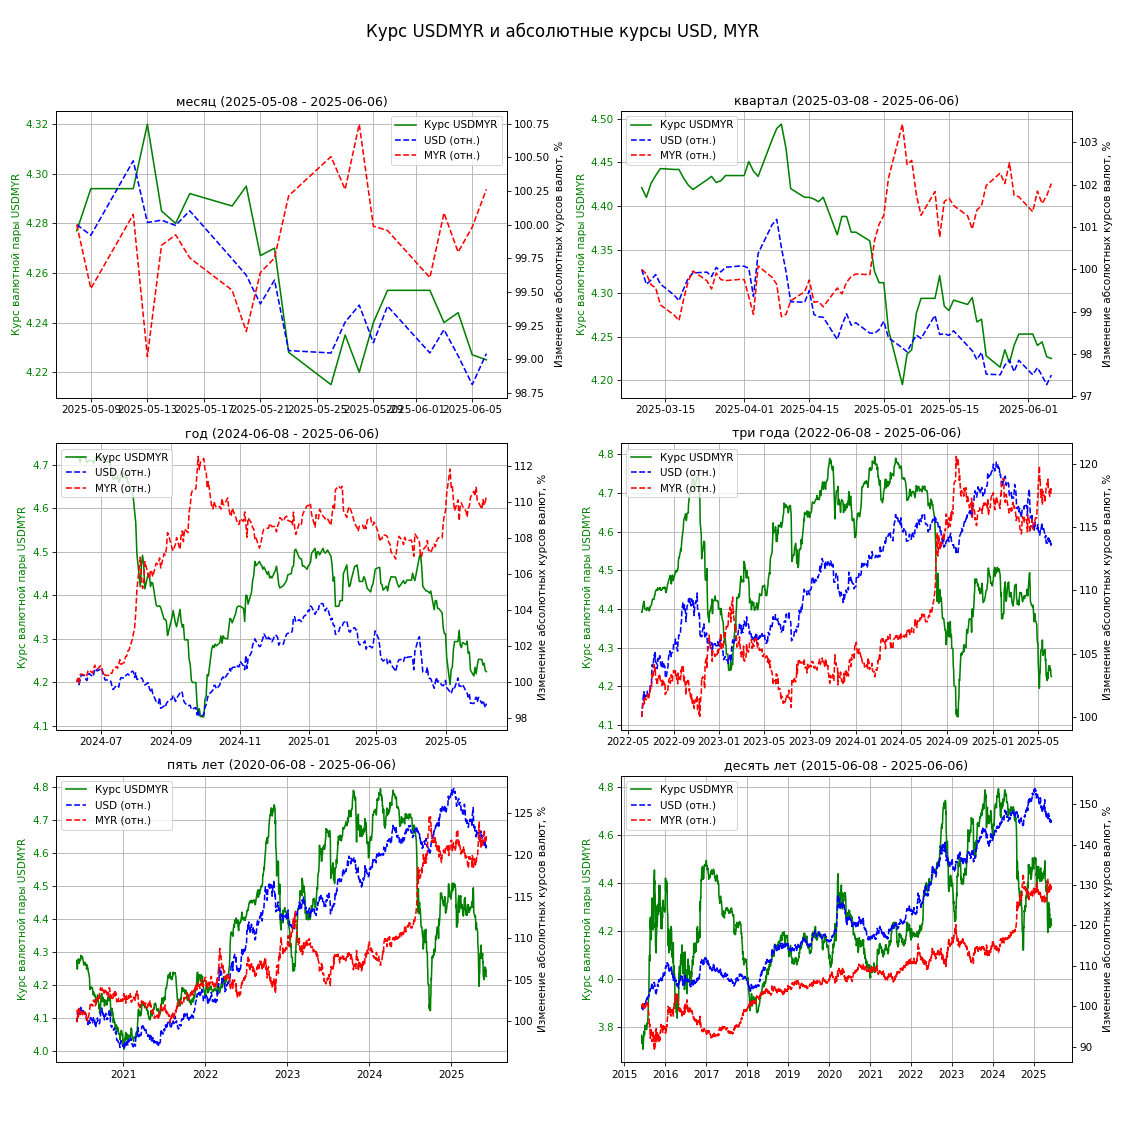 Курс USDMYR и абсолютные курсы USD, MYR
месяц (2025-05-08 - 2025-06-06)
Курс валютной пары USDMYR
4.32
4.30
4.28
4.26
4.24
4.22
Курс USDMYR
USD (отн.)
MYR (отн.)
100.75
100.50
100.25
100.00
99.75
99.50
99.25
99.00
98.75
Изменение абсолютных курсов валют, %
2025-05-09 2025-05-13 2025-05-17 2025-05-21 2025-05-25 2025-05-29 2025-06-01 2025-06-05
квартал (2025-03-08 - 2025-06-06)
Курс валютной пары USDMYR
4.50
4.45
4.40
4.35
4.30
4.25
4.20
Курс USDMYR
USD (отн.)
MYR (отн.)
103
102
101
100
99
98
97
Изменение абсолютных курсов валют, %
2025-03-15 2025-04-01 2025-04-15 2025-05-01 2025-05-15 2025-06-01
год (2024-06-08 - 2025-06-06)
Курс валютной пары USDMYR
4.7
4.6
4.5
4.4
4.3
4.2
4.1
Курс USDMYR
USD (отн.)
MYR (отн.)
112
110
108
106
104
102
100
98
Изменение абсолютных курсов валют, %
2024-07 2024-09 2024-11 2025-01 2025-03 2025-05
три года (2022-06-08 - 2025-06-06)
Курс валютной пары USDMYR
4.8
4.7
4.6
4.5
4.4
4.3
4.2
4.1
Курс USDMYR
USD (отн.)
MYR (отн.)
120
115
110
105
100
Изменение абсолютных курсов валют, %
2022-05 2022-09 2023-01 2023-05 2023-09 2024-01 2024-05 2024-09 2025-01 2025-05
пять лет (2020-06-08 - 2025-06-06)
Курс валютной пары USDMYR
4.8
4.7
4.6
4.5
4.4
4.3
4.2
4.1
4.0
Курс USDMYR
USD (отн.)
MYR (отн.)
125
120
115
110
105
100
Изменение абсолютных курсов валют, %
2021 2022 2023 2024 2025
десять лет (2015-06-08 - 2025-06-06)
Курс валютной пары USDMYR
4.8
4.6
4.4
4.2
4.0
3.8
Курс USDMYR
USD (отн.)
MYR (отн.)
150
140
130
120
110
100
90
Изменение абсолютных курсов валют, %
2015 2016 2017 2018 2019 2020 2021 2022 2023 2024 2025